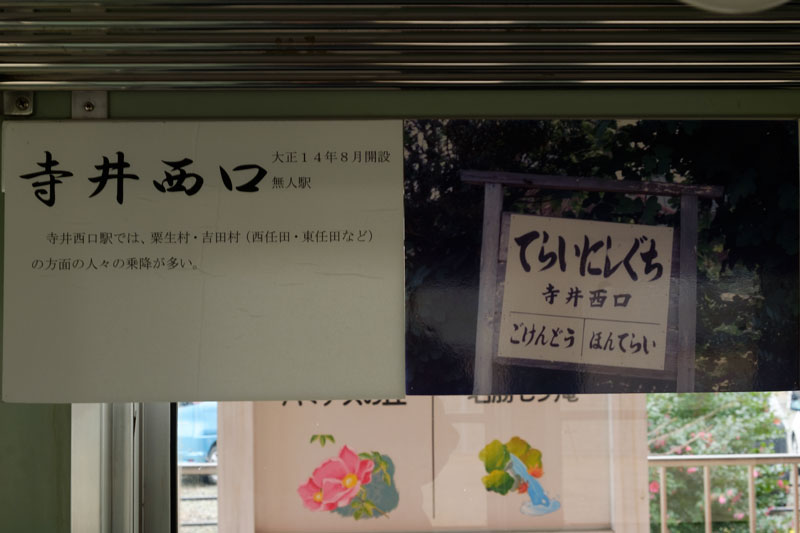 寺井西口
大正１４年８月開設
無人駅
寺井西口駅では、粟生村・吉田村（西任田・東任田など）
の方面の人々の乗降が多い。
てらいにしぐち
寺井西口
ごけんどう
ほんてらい